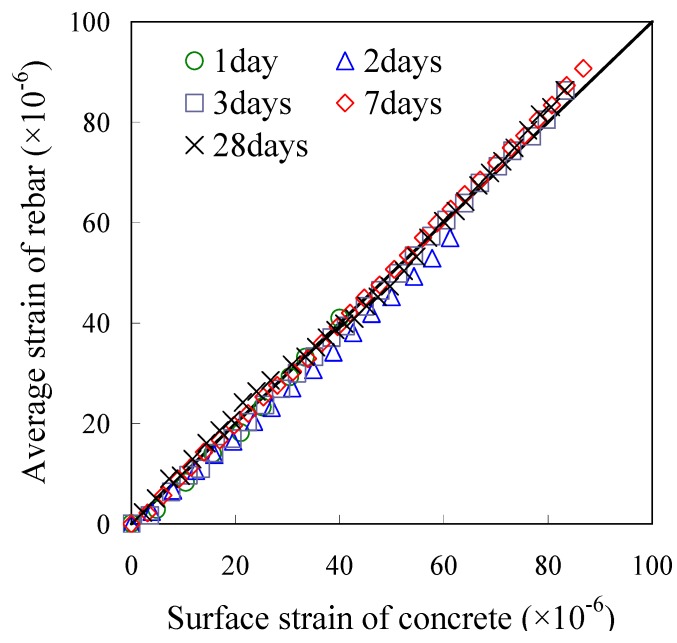 100
1day 2days
3days 7days
28days
80
60
40
20
0
0 20 40 60 80 100
Average strain of rebar (×10⁻⁶)
Surface strain of concrete (×10⁻⁶)